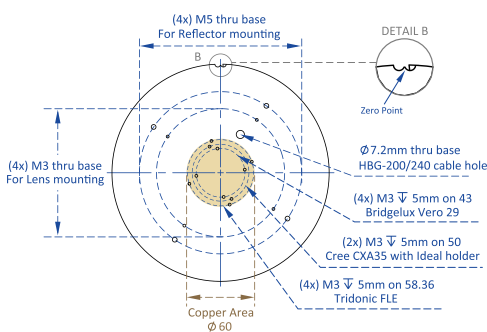 (4x) M5 thru base
For Reflector mounting
DETAIL B
B
Zero Point
(4x) M3 thru base
For Lens mounting
Ø7.2mm thru base
HBG-200/240 cable hole
(4x) M3 ↧ 5mm on 43
Bridgelux Vero 29
(2x) M3 ↧ 5mm on 50
Cree CXA35 with Ideal holder
(4x) M3 ↧ 5mm on 58.36
Tridonic FLE
Copper Area
Ø 60